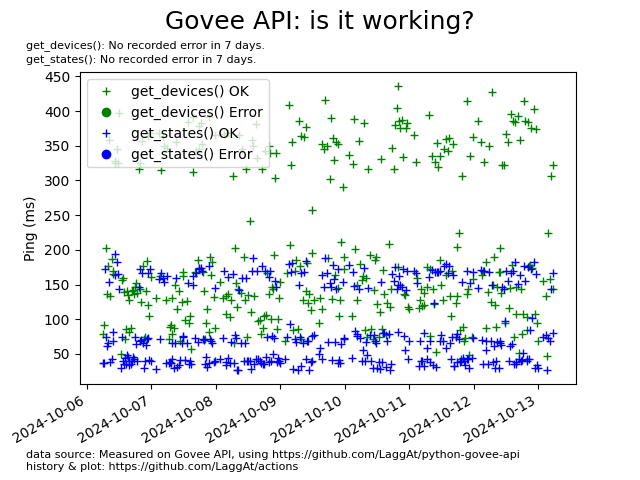 Govee API: is it working?
get_devices(): No recorded error in 7 days.
get_states(): No recorded error in 7 days.
get_devices() OK
get_devices() Error
get_states() OK
get_states() Error
Ping (ms)
450
400
350
300
250
200
150
100
50
2024-10-06
2024-10-07
2024-10-08
2024-10-09
2024-10-10
2024-10-11
2024-10-12
2024-10-13
data source: Measured on Govee API, using https://github.com/LaggAt/python-govee-api
history & plot: https://github.com/LaggAt/actions